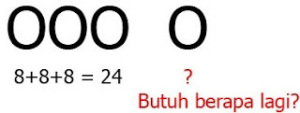 OOO O
8+8+8 = 24 ?
Butuh berapa lagi?